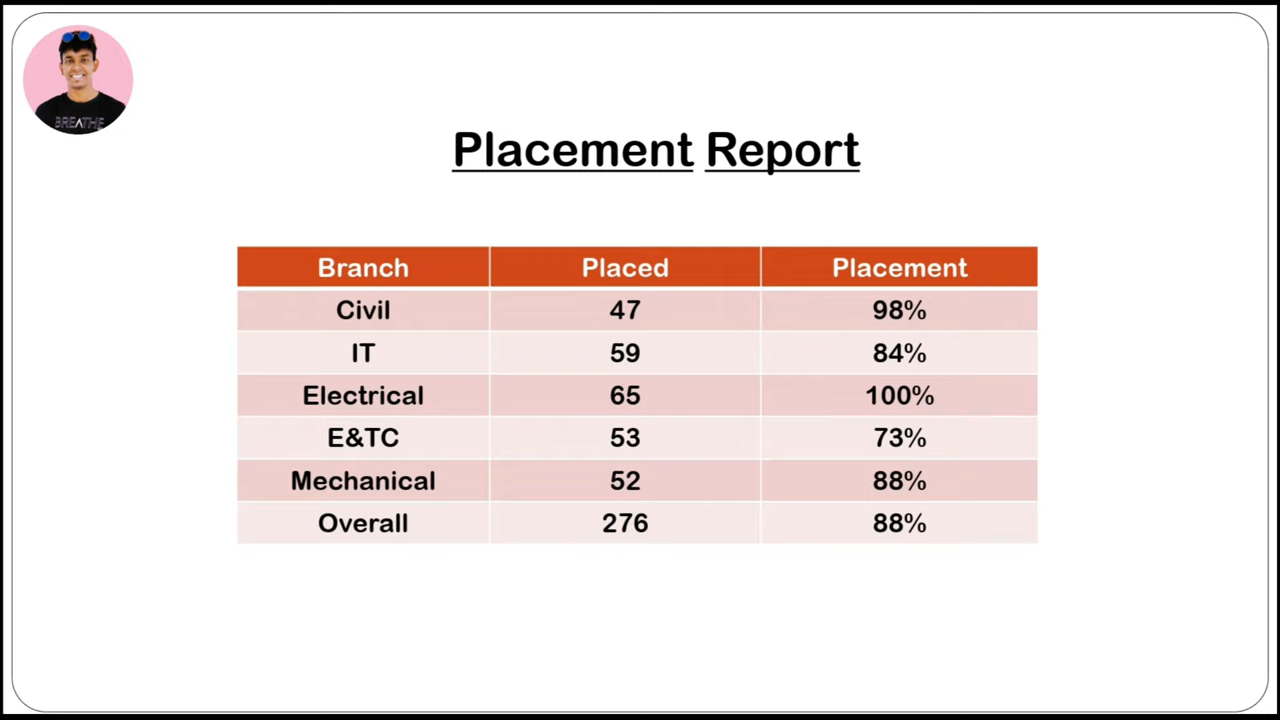 BREATHE
Placement Report
Branch Placed Placement
Civil 47 98%
IT 59 84%
Electrical 65 100%
E&TC 53 73%
Mechanical 52 88%
Overall 276 88%